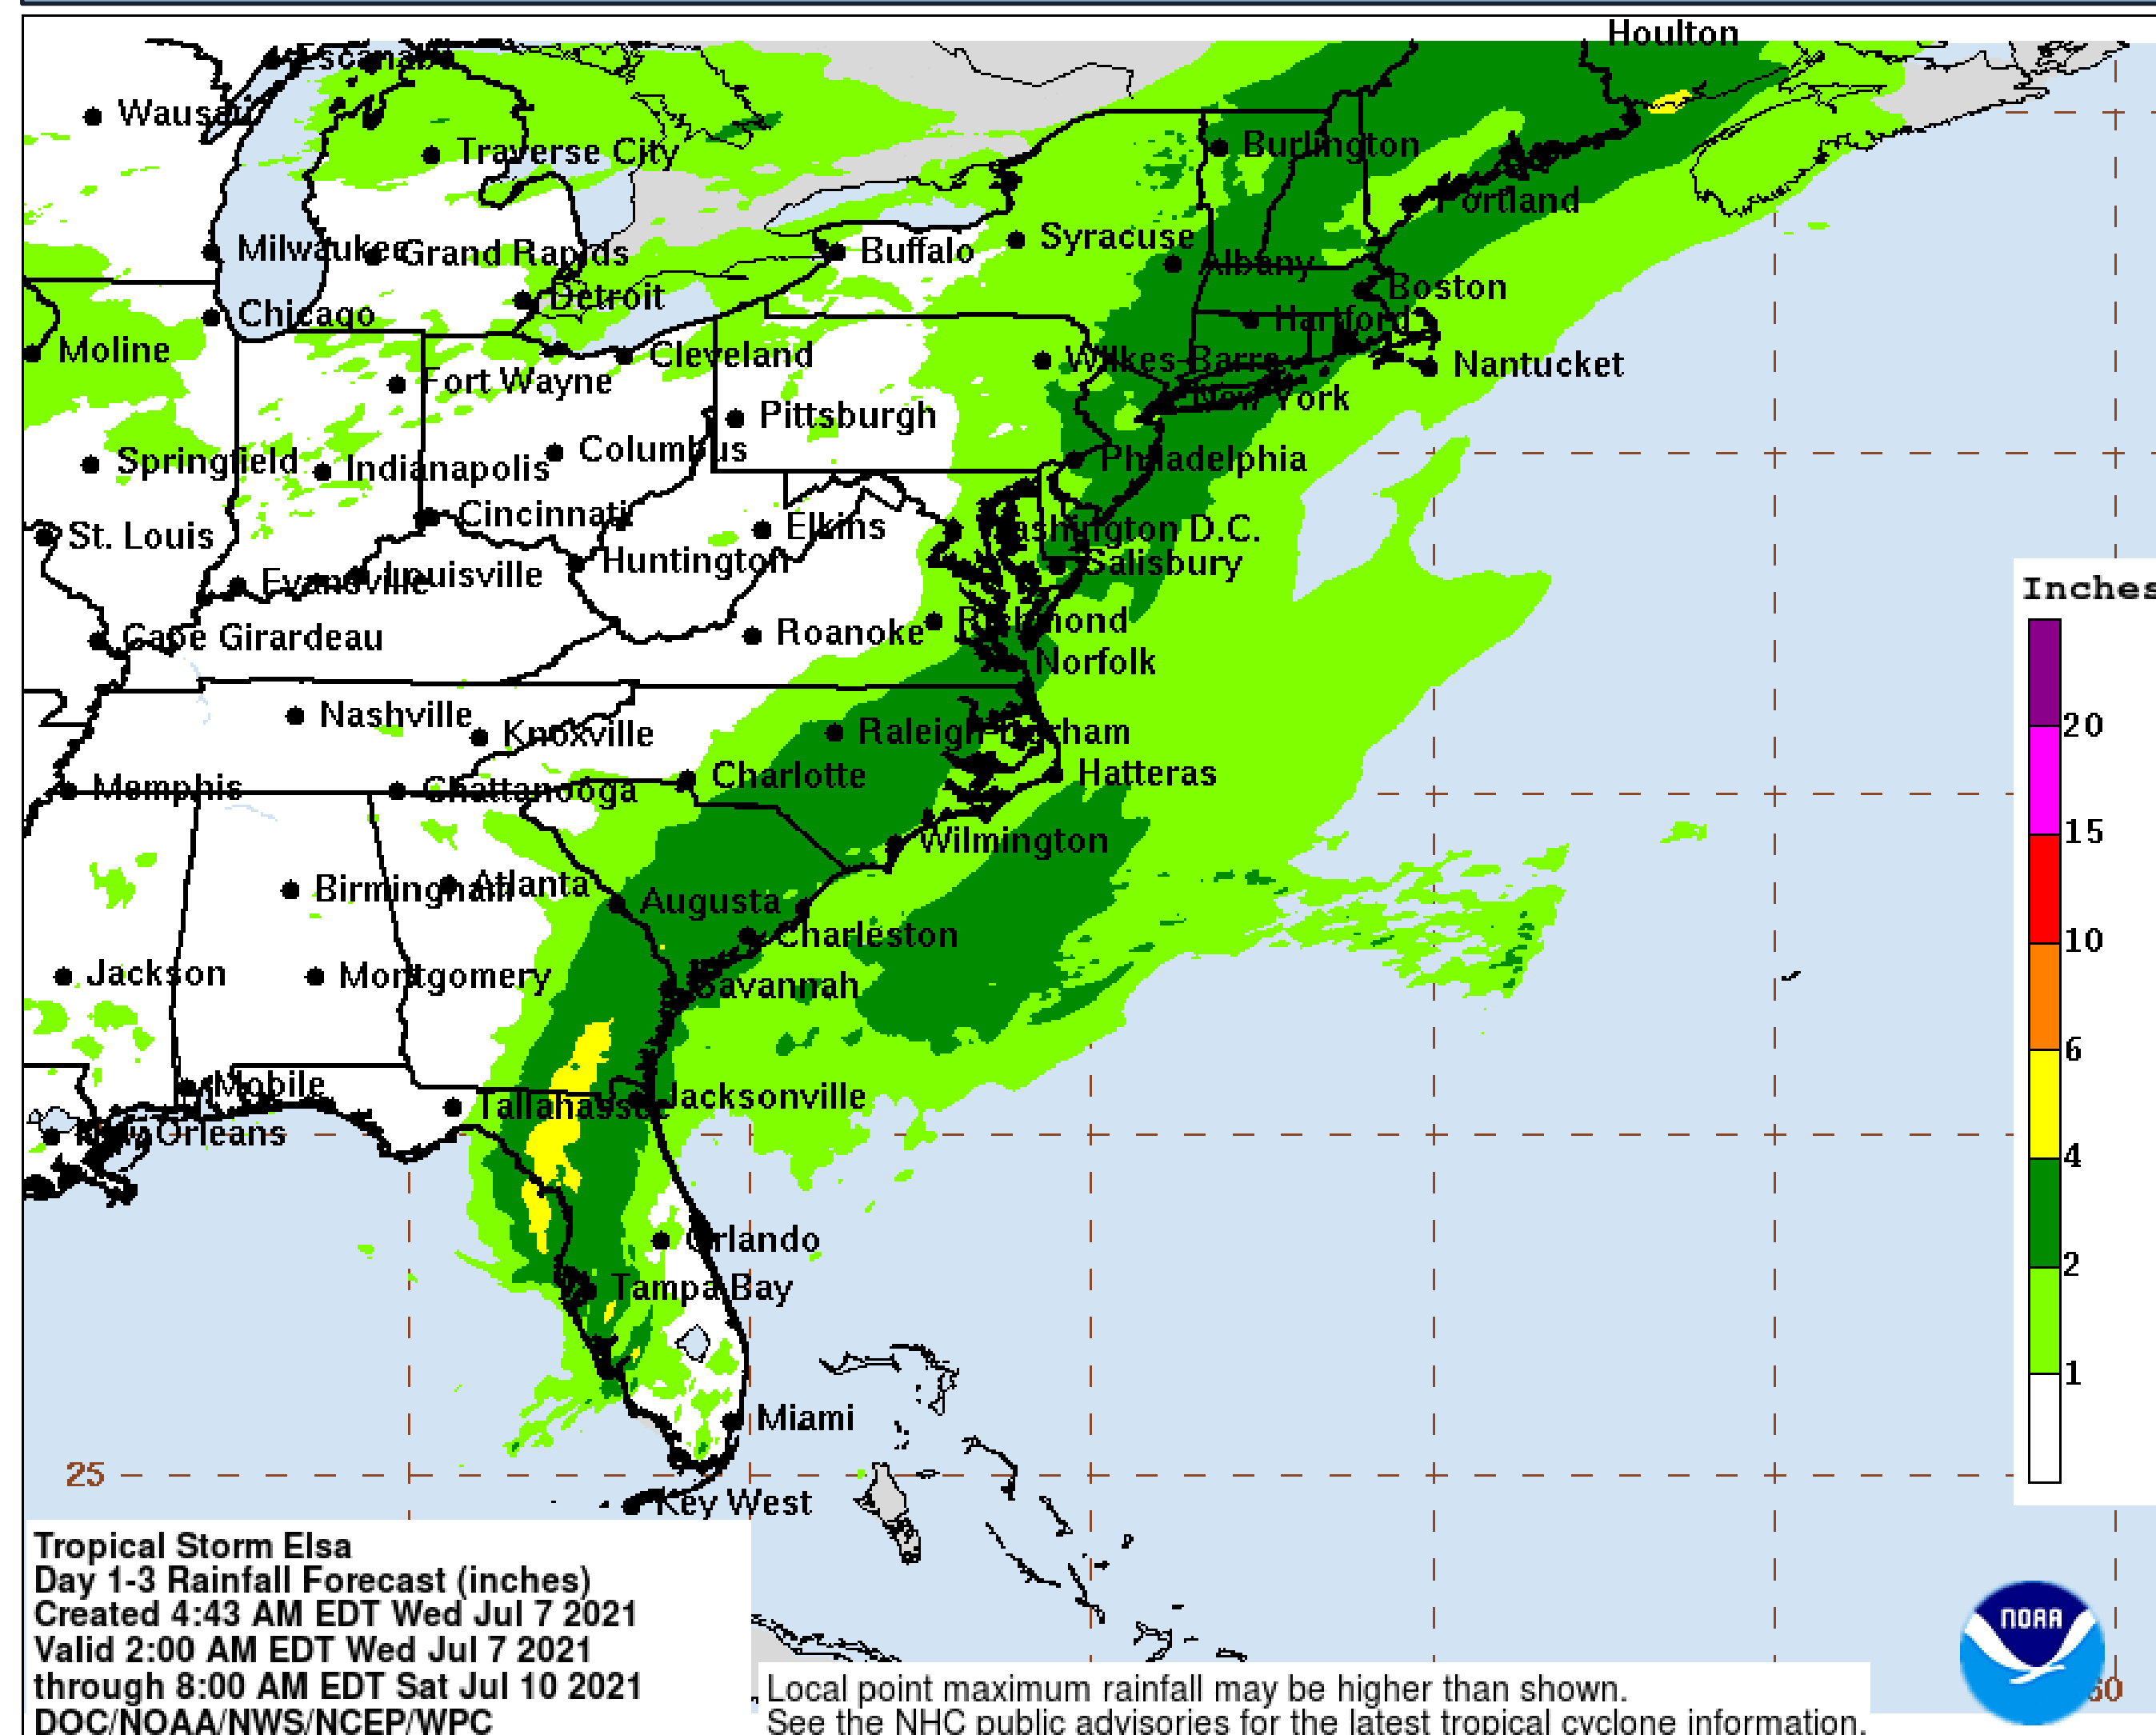 Houlton
Escanaba
Wausau
Traverse City
Burlington
Portland
Milwaukee
Grand Rapids
Buffalo
Syracuse
Albany
Detroit
Boston
Chicago
Hartford
Moline
Cleveland
Wilkes-Barre
Nantucket
Fort Wayne
New York
Pittsburgh
Columbus
Springfield
Indianapolis
Philadelphia
Cincinnati
Elkins
Washington D.C.
St. Louis
Huntington
Salisbury
Evansville
Louisville
Inches
Richmond
Roanoke
Cape Girardeau
Norfolk
Nashville
Knoxville
Raleigh-Durham
20
Charlotte
Hatteras
Memphis
Chattanooga
15
Wilmington
Birmingham
Atlanta
Augusta
Charleston
10
Jackson
Montgomery
Savannah
6
Mobile
Tallahassee
Jacksonville
New Orleans
4
Orlando
2
Tampa Bay
1
Miami
25
Key West
Tropical Storm Elsa
Day 1-3 Rainfall Forecast (inches)
Created 4:43 AM EDT Wed Jul 7 2021
Valid 2:00 AM EDT Wed Jul 7 2021
through 8:00 AM EDT Sat Jul 10 2021
DOC/NOAA/NWS/NCEP/WPC
NOAA
60
Local point maximum rainfall may be higher than shown.
See the NHC public advisories for the latest tropical cyclone information.